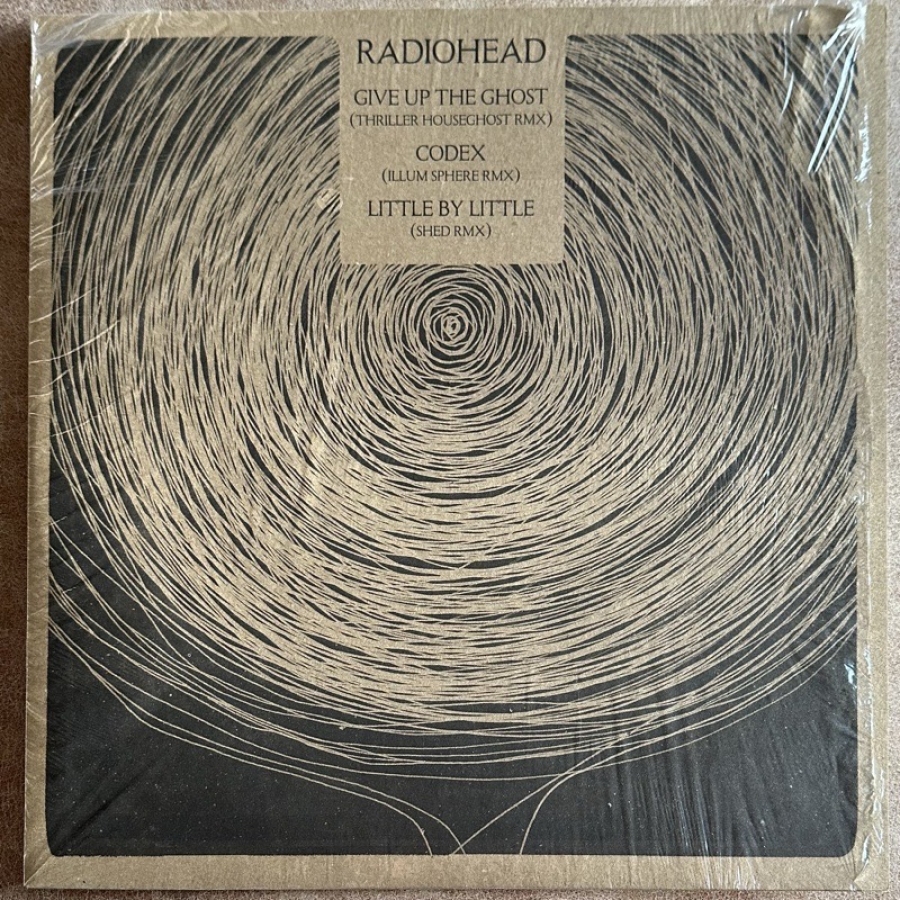 RADIOHEAD
GIVE UP THE GHOST
(THRILLER HOUSEGHOST RMX)
CODEX
(ILLUM SPHERE RMX)
LITTLE BY LITTLE
(SHED RMX)